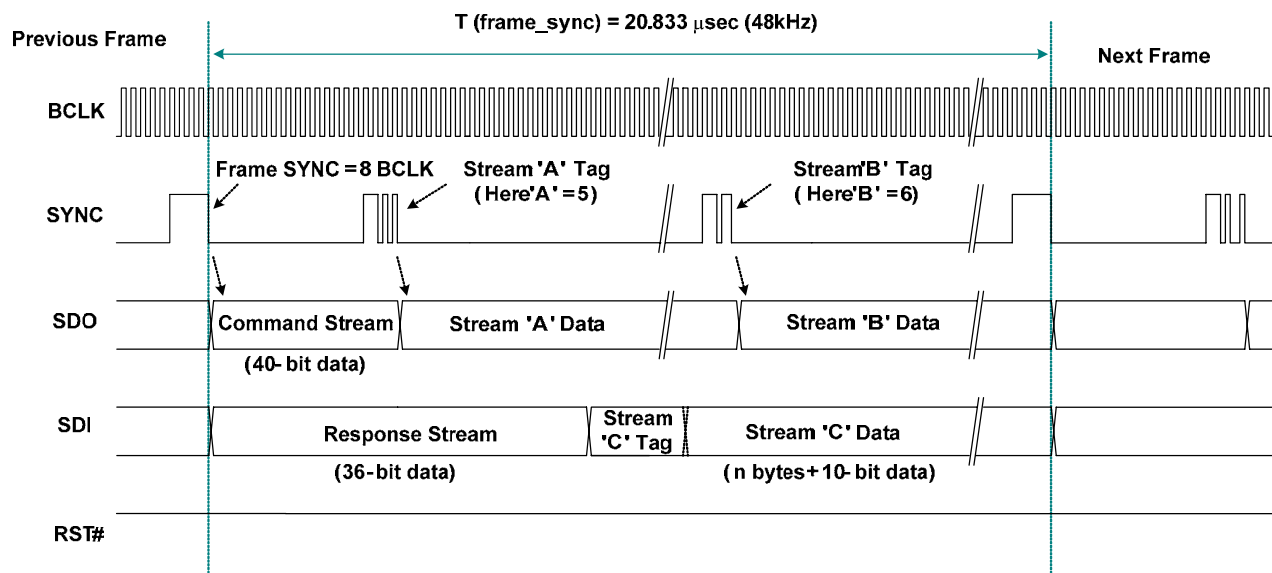 T (frame_sync) = 20.833 μsec (48kHz)
Previous Frame
Next Frame
BCLK
Frame SYNC = 8 BCLK
Stream 'A' Tag
(Here 'A' = 5)
Stream 'B' Tag
(Here 'B' = 6)
SYNC
SDO
Command Stream
Stream 'A' Data
Stream 'B' Data
(40-bit data)
SDI
Response Stream
Stream
'C' Tag
Stream 'C' Data
(36-bit data)
(n bytes + 10-bit data)
RST#